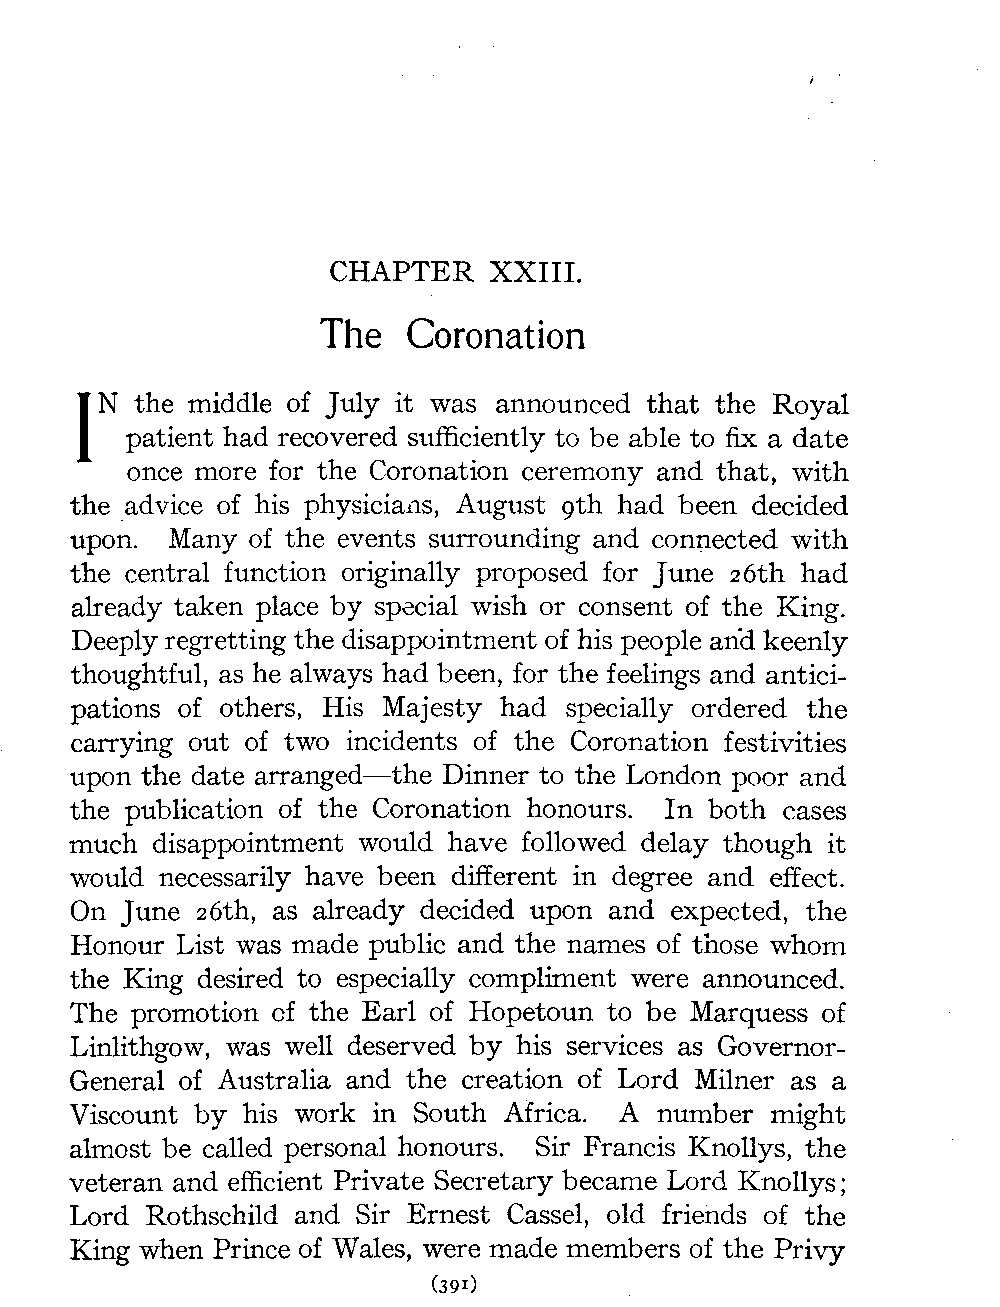 CHAPTER XXIII.
The Coronation
IN the middle of July it was announced that the Royal
patient had recovered sufficiently to be able to fix a date
once more for the Coronation ceremony and that, with
the advice of his physicians, August 9th had been decided
upon. Many of the events surrounding and connected with
the central function originally proposed for June 26th had
already taken place by special wish or consent of the King.
Deeply regretting the disappointment of his people and keenly
thoughtful, as he always had been, for the feelings and antici-
pations of others, His Majesty had specially ordered the
carrying out of two incidents of the Coronation festivities
upon the date arranged—the Dinner to the London poor and
the publication of the Coronation honours. In both cases
much disappointment would have followed delay though it
would necessarily have been different in degree and effect.
On June 26th, as already decided upon and expected, the
Honour List was made public and the names of those whom
the King desired to especially compliment were announced.
The promotion of the Earl of Hopetoun to be Marquess of
Linlithgow, was well deserved by his services as Governor-
General of Australia and the creation of Lord Milner as a
Viscount by his work in South Africa. A number might
almost be called personal honours. Sir Francis Knollys, the
veteran and efficient Private Secretary became Lord Knollys;
Lord Rothschild and Sir Ernest Cassel, old friends of the
King when Prince of Wales, were made members of the Privy
(391)